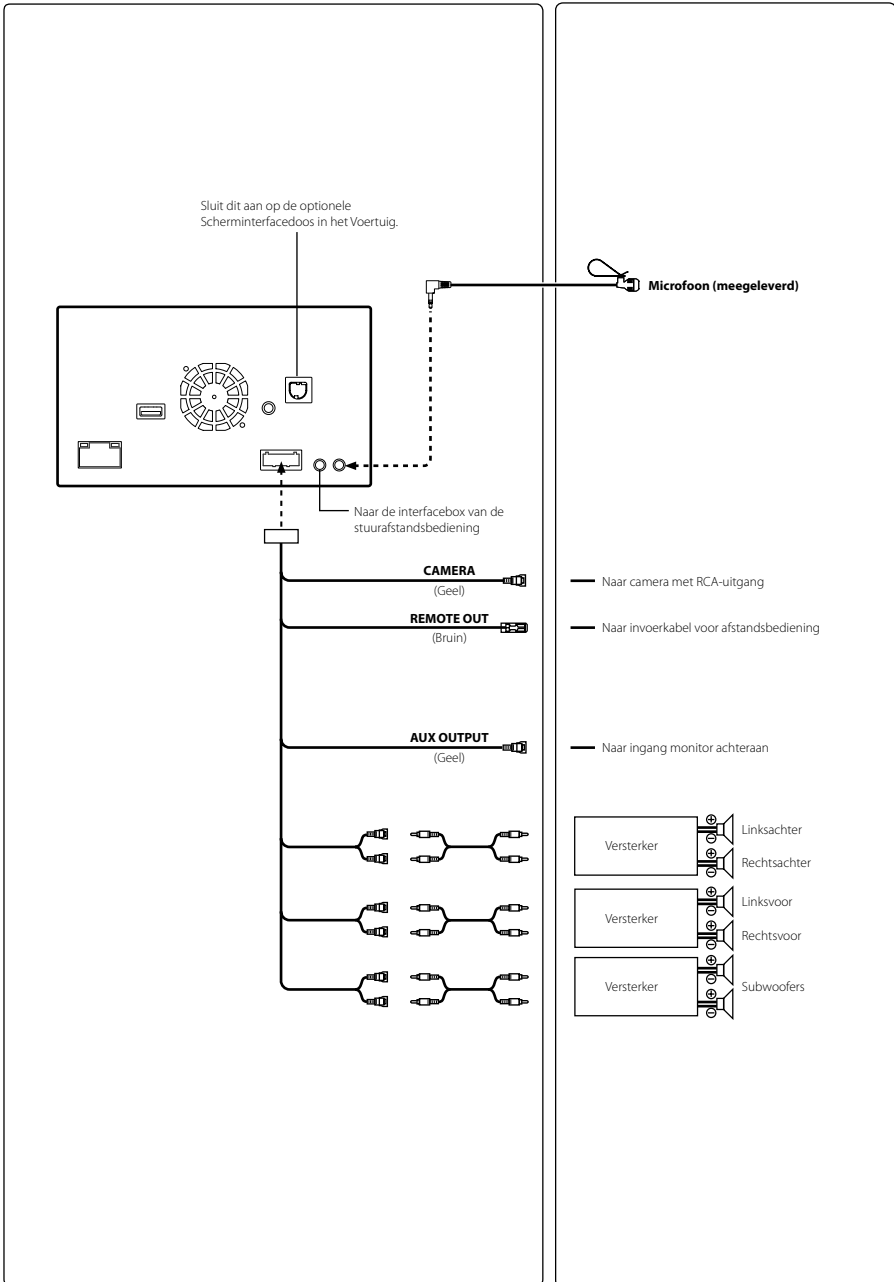 Sluit dit aan op de optionele
Scherminterfacedoos in het Voertuig.
Microfoon (meegeleverd)
Naar de interfacebox van de
stuurafstandsbediening
CAMERA
(Geel)
Naar camera met RCA-uitgang
REMOTE OUT
(Bruin)
Naar invoerkabel voor afstandsbediening
AUX OUTPUT
(Geel)
Naar ingang monitor achteraan
Versterker
Linksachter
Rechtsachter
Versterker
Linksvoor
Rechtsvoor
Versterker
Subwoofers